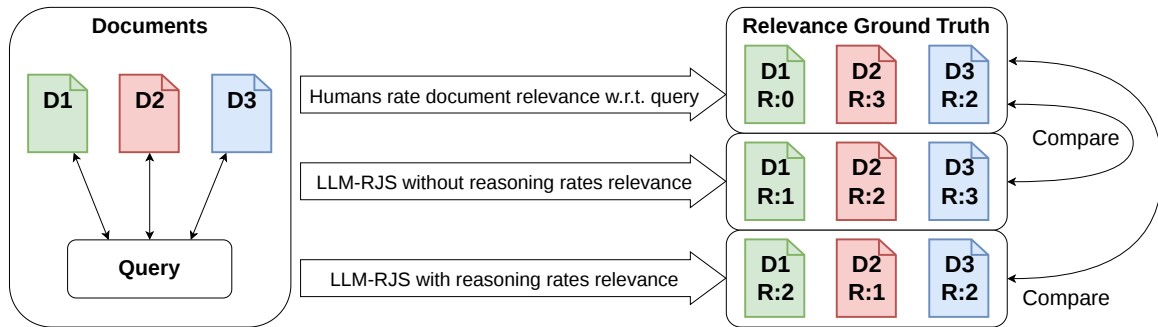 Documents
D1
D2
D3
Query
Humans rate document relevance w.r.t. query
LLM-RJS without reasoning rates relevance
LLM-RJS with reasoning rates relevance
Relevance Ground Truth
D1
R:0
D2
R:3
D3
R:2
D1
R:1
D2
R:2
D3
R:3
D1
R:2
D2
R:1
D3
R:2
Compare
Compare